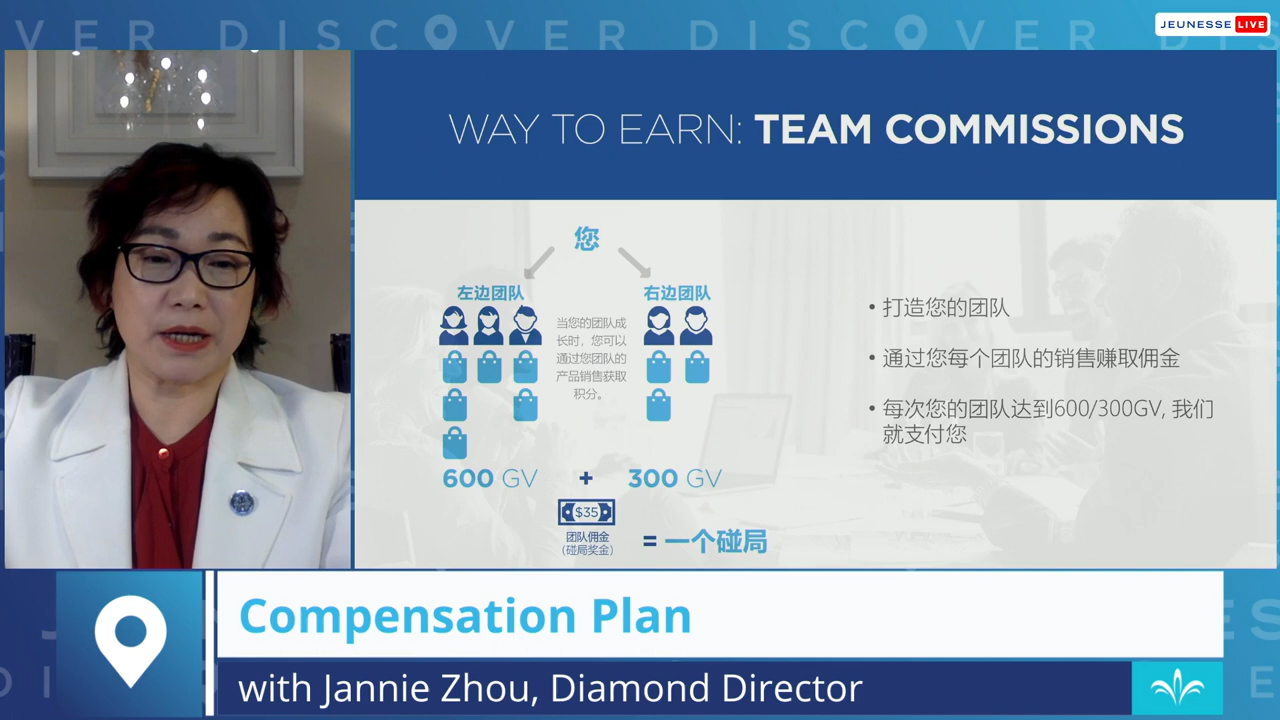 VER DISCOVER DISCOVER DIS
JEUNESSE LIVE
WAY TO EARN: TEAM COMMISSIONS
您
左边团队
右边团队
当您的团队成
长时，您可以
通过您团队的
产品销售获取
积分。
600 GV + 300 GV
$35
团队佣金
(碰局奖金)
= 一个碰局
• 打造您的团队
• 通过您每个团队的销售赚取佣金
• 每次您的团队达到600/300GV, 我们
就支付您
Compensation Plan
with Jannie Zhou, Diamond Director